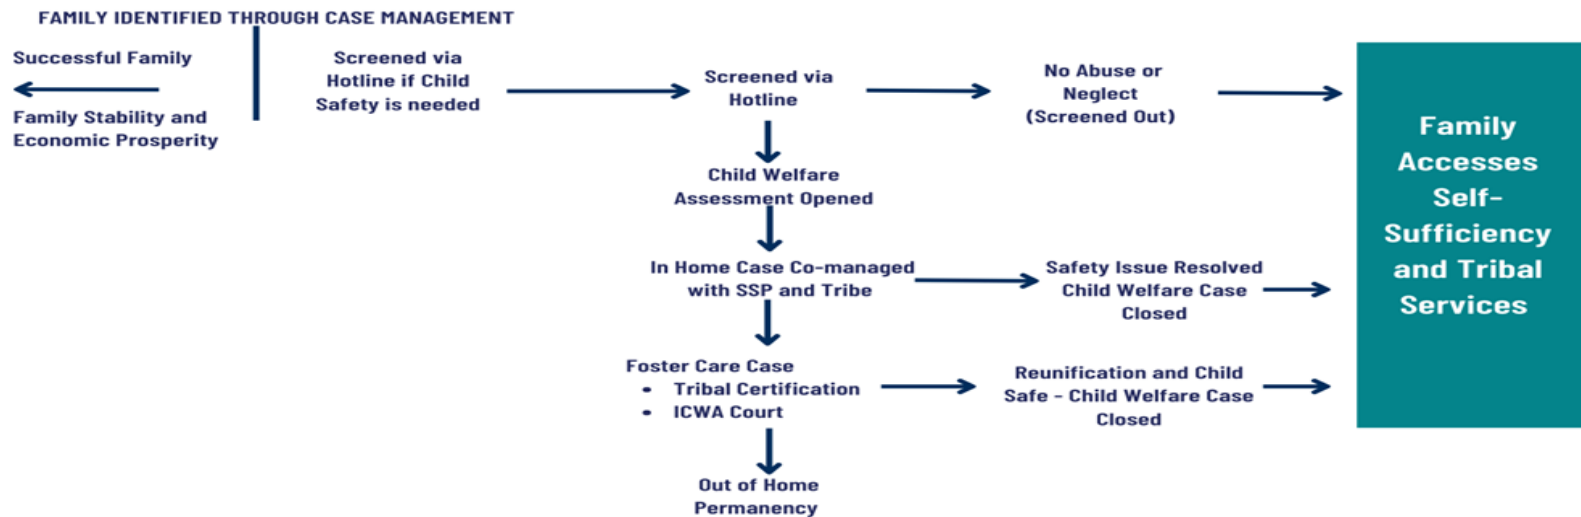 FAMILY IDENTIFIED THROUGH CASE MANAGEMENT
Successful Family
Family Stability and
Economic Prosperity
Screened via
Hotline if Child
Safety is needed
Screened via
Hotline
No Abuse or
Neglect
(Screened Out)
Child Welfare
Assessment Opened
In Home Case Co-managed
with SSP and Tribe
Safety Issue Resolved
Child Welfare Case
Closed
Foster Care Case
• Tribal Certification
• ICWA Court
Reunification and Child
Safe - Child Welfare Case
Closed
Out of Home
Permanency
Family
Accesses
Self-
Sufficiency
and Tribal
Services